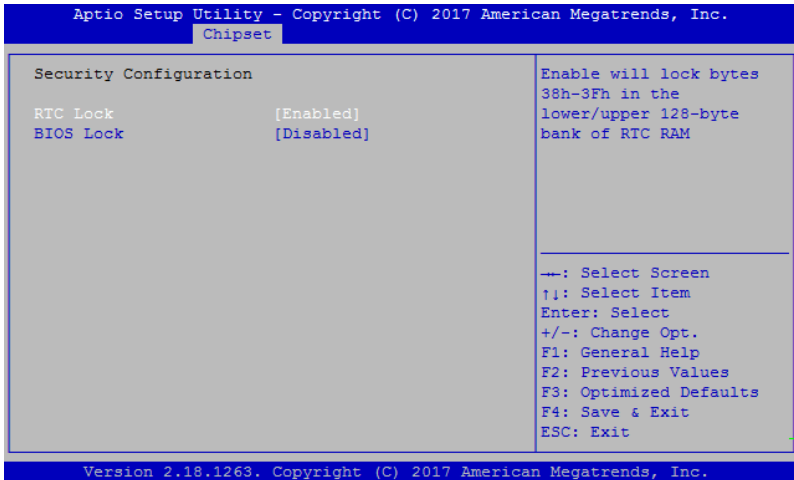 Aptio Setup Utility – Copyright (C) 2017 American Megatrends, Inc.
Chipset
Security Configuration
RTC Lock [Enabled]
BIOS Lock [Disabled]
Enable will lock bytes
38h-3Fh in the
lower/upper 128-byte
bank of RTC RAM
→←: Select Screen
↑↓: Select Item
Enter: Select
+/-: Change Opt.
F1: General Help
F2: Previous Values
F3: Optimized Defaults
F4: Save & Exit
ESC: Exit
Version 2.18.1263. Copyright (C) 2017 American Megatrends, Inc.